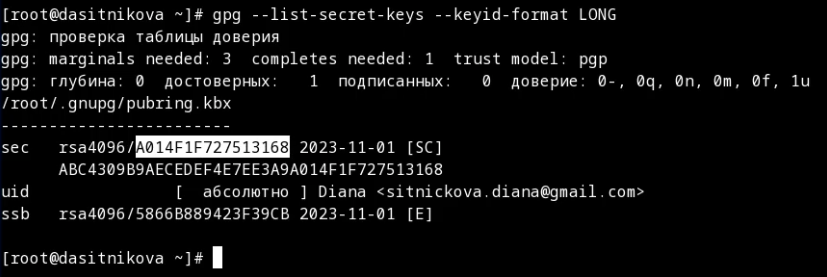 [root@dasitnikova ~]# gpg --list-secret-keys --keyid-format LONG
gpg: проверка таблицы доверия
gpg: marginals needed: 3  completes needed: 1  trust model: pgp
gpg: глубина: 0  достоверных:   1  подписанных:   0  доверие: 0-, 0q, 0n, 0m, 0f, 1u
/root/.gnupg/pubring.kbx
------------------------
sec   rsa4096/A014F1F727513168 2023-11-01 [SC]
      ABC4309B9AECEDEF4E7EE3A9A014F1F727513168
uid               [  абсолютно ] Diana <sitnickova.diana@gmail.com>
ssb   rsa4096/5866B889423F39CB 2023-11-01 [E]
[root@dasitnikova ~]#